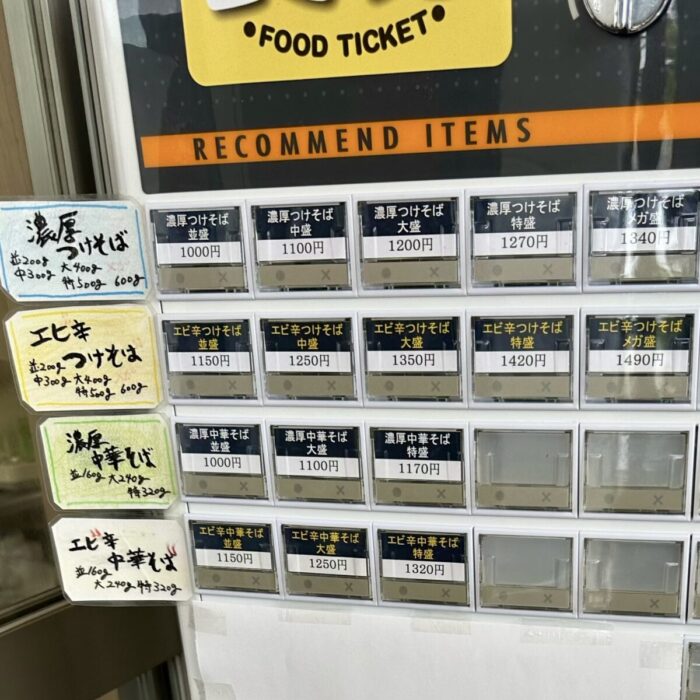 •FOOD TICKET•
RECOMMEND ITEMS
濃厚
つけそば
並200g 大400g
中300g 特500g 600g
濃厚つけそば
並盛
1000円
濃厚つけそば
中盛
1100円
濃厚つけそば
大盛
1200円
濃厚つけそば
特盛
1270円
濃厚つけそば
メガ盛
1340円
エビ辛
つけそば
並200g
中300g 大400g
特500g 600g
エビ辛つけそば
並盛
1150円
エビ辛つけそば
中盛
1250円
エビ辛つけそば
大盛
1350円
エビ辛つけそば
特盛
1420円
エビ辛つけそば
メガ盛
1490円
濃厚
中華そば
並160g 大240g
特320g
濃厚中華そば
並盛
1000円
濃厚中華そば
大盛
1100円
濃厚中華そば
特盛
1170円
エビ辛
中華そば
並160g
大240g 特320g
エビ辛中華そば
並盛
1150円
エビ辛中華そば
大盛
1250円
エビ辛中華そば
特盛
1320円